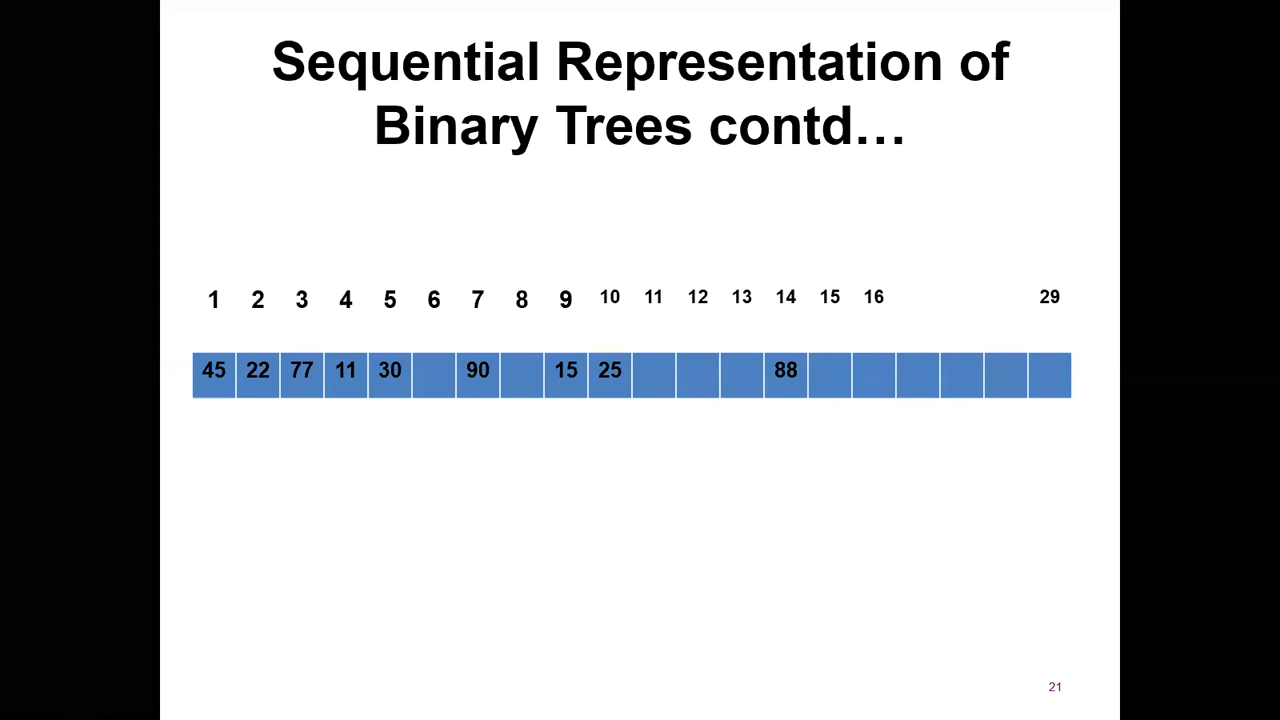 Sequential Representation of
Binary Trees contd…
1 2 3 4 5 6 7 8 9 10 11 12 13 14 15 16 29
45 22 77 11 30 90 15 25 88
21